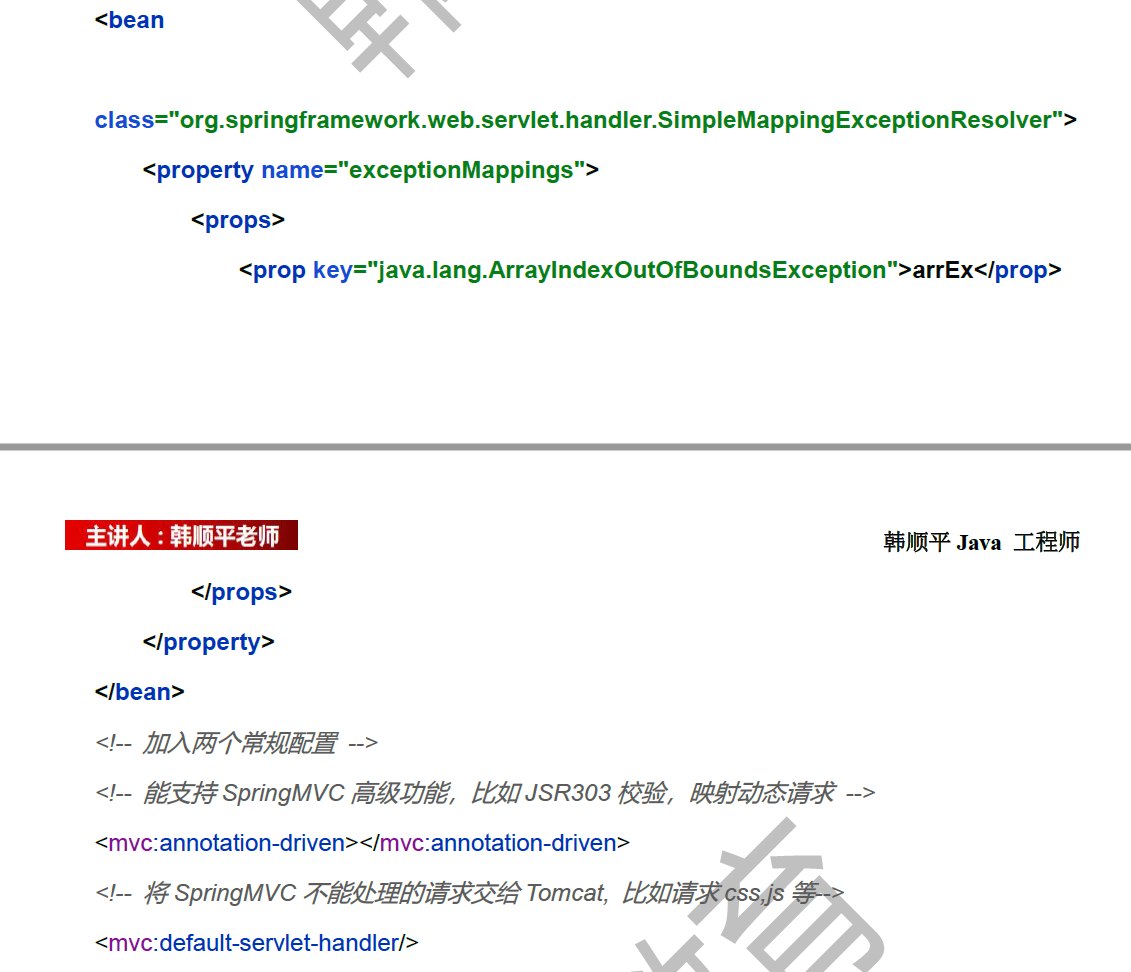 <bean
class="org.springframework.web.servlet.handler.SimpleMappingExceptionResolver">
<property name="exceptionMappings">
<props>
<prop key="java.lang.ArrayIndexOutOfBoundsException">arrEx</prop>
主讲人：韩顺平老师
韩顺平 Java 工程师
</props>
</property>
</bean>
<!-- 加入两个常规配置 -->
<!-- 能支持 SpringMVC 高级功能，比如 JSR303 校验，映射动态请求 -->
<mvc:annotation-driven></mvc:annotation-driven>
<!-- 将 SpringMVC 不能处理的请求交给 Tomcat, 比如请求 css,js 等-->
<mvc:default-servlet-handler/>